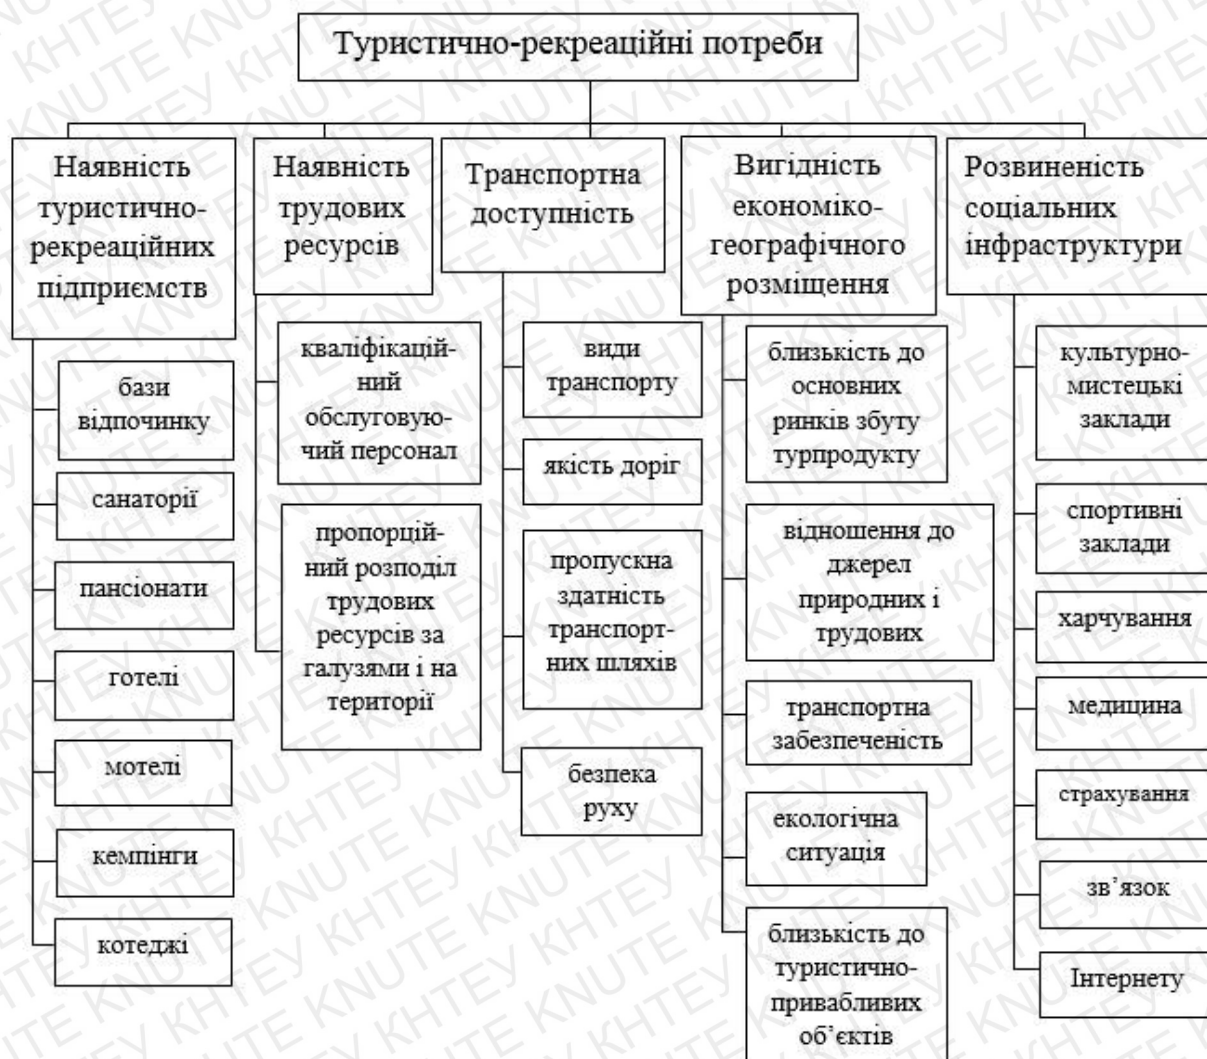 Туристично-рекреаційні потреби
Наявність
туристично-
рекреаційних
підприємств
бази
відпочинку
санаторії
пансіонати
готелі
мотелі
кемпінги
котеджі
Наявність
трудових
ресурсів
кваліфікацій-
ний
обслуговую-
чий персонал
пропорцій-
ний розподіл
трудових
ресурсів за
галузями і на
території
Транспортна
доступність
види
транспорту
якість доріг
пропускна
здатність
транспорт-
них шляхів
безпека
руху
Вигідність
економіко-
географічного
розміщення
близькість до
основних
ринків збуту
турпродукту
відношення до
джерел
природних і
трудових
транспортна
забезпеченість
екологічна
ситуація
близькість до
туристично-
привабливих
об’єктів
Розвиненість
соціальних
інфраструктури
культурно-
мистецькі
заклади
спортивні
заклади
харчування
медицина
страхування
зв’язок
Інтернету